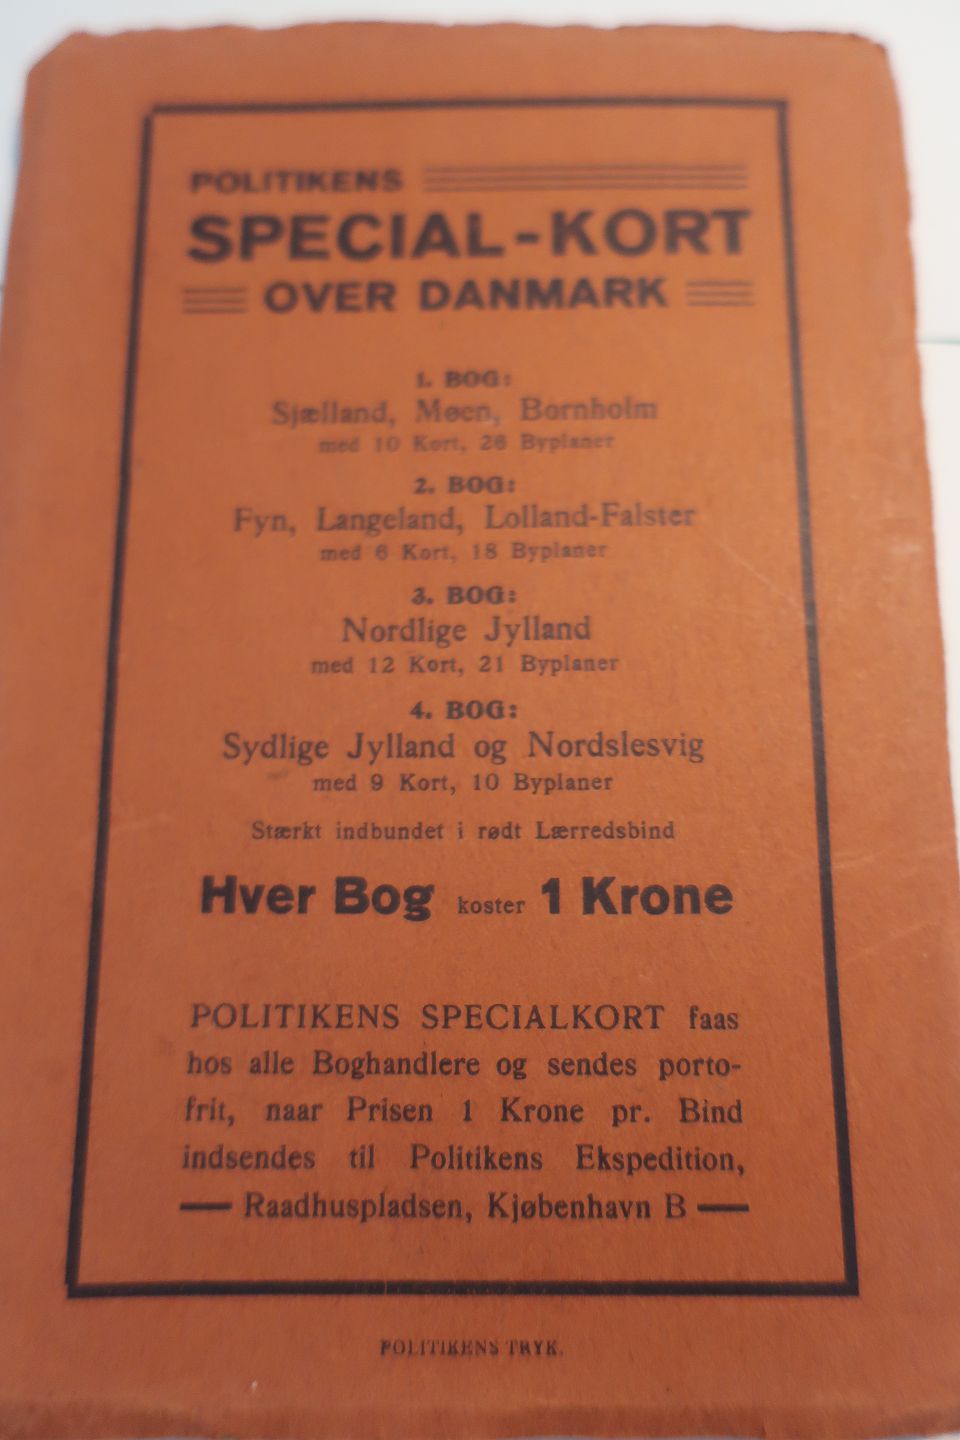 POLITIKENS
SPECIAL-KORT
OVER DANMARK
1. BOG:
Sjælland, Møen, Bornholm
med 10 Kort, 26 Byplaner
2. BOG:
Fyn, Langeland, Lolland-Falster
med 6 Kort, 18 Byplaner
3. BOG:
Nordlige Jylland
med 12 Kort, 21 Byplaner
4. BOG:
Sydlige Jylland og Nordslesvig
med 9 Kort, 10 Byplaner
Stærkt indbundet i rødt Lærredsbind
Hver Bog koster 1 Krone
POLITIKENS SPECIALKORT faas
hos alle Boghandlere og sendes porto-
frit, naar Prisen 1 Krone pr. Bind
indsendes til Politikens Ekspedition,
— Raadhuspladsen, Kjøbenhavn B —
POLITIKENS TRYK.